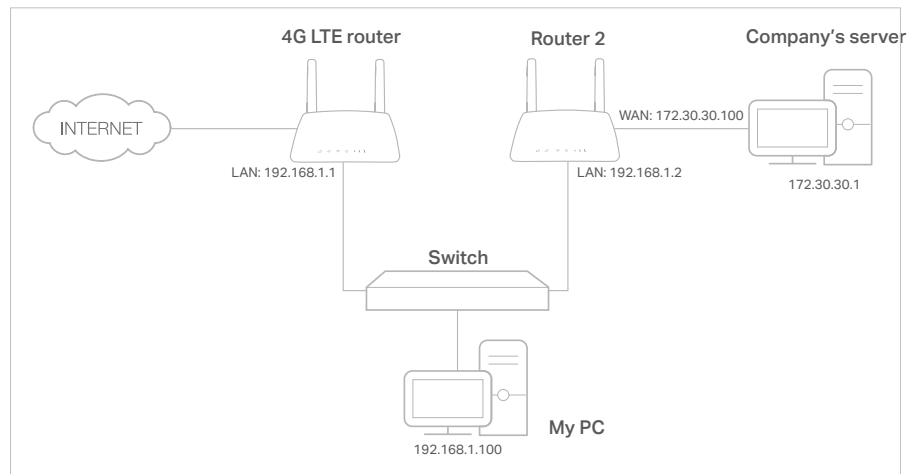 4G LTE router
Router 2
Company's server
INTERNET
WAN: 172.30.30.100
LAN: 192.168.1.1
LAN: 192.168.1.2
172.30.30.1
Switch
My PC
192.168.1.100